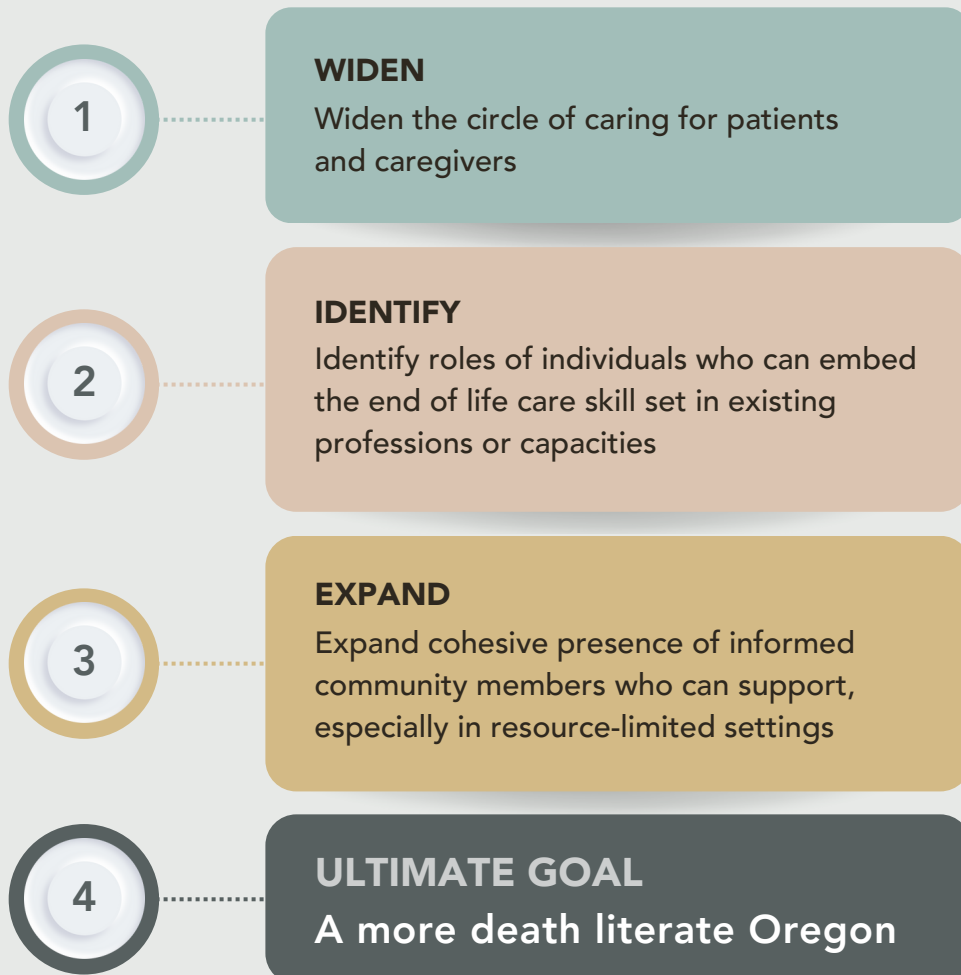 1
WIDEN
Widen the circle of caring for patients
and caregivers
2
IDENTIFY
Identify roles of individuals who can embed
the end of life care skill set in existing
professions or capacities
3
EXPAND
Expand cohesive presence of informed
community members who can support,
especially in resource-limited settings
4
ULTIMATE GOAL
A more death literate Oregon